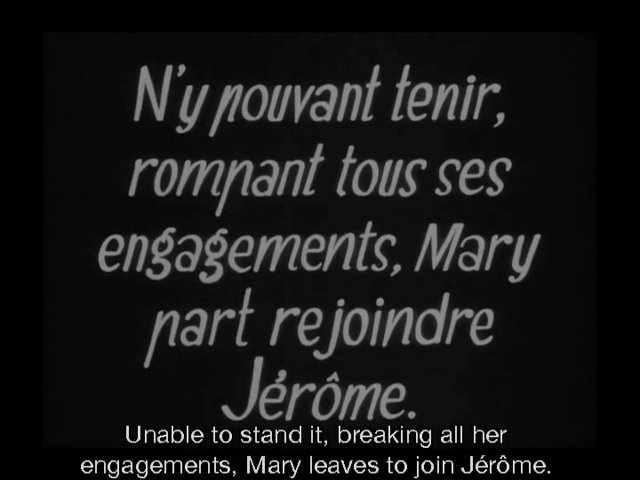 N'y pouvant tenir,
rompant tous ses
engagements, Mary
part rejoindre
Jérôme.
Unable to stand it, breaking all her
engagements, Mary leaves to join Jérôme.